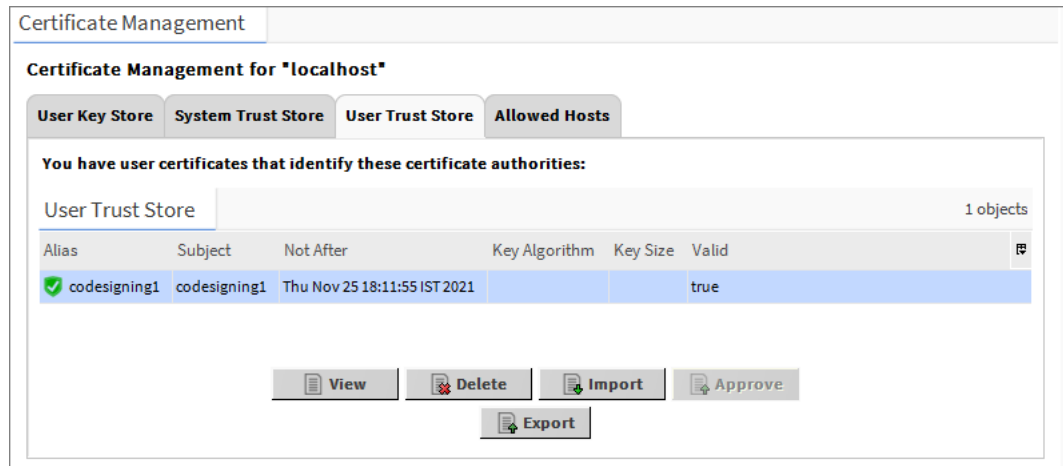 Certificate Management
Certificate Management for "localhost"
User Key Store System Trust Store User Trust Store Allowed Hosts
You have user certificates that identify these certificate authorities:
User Trust Store 1 objects
Alias Subject Not After Key Algorithm Key Size Valid
codesigning1 codesigning1 Thu Nov 25 18:11:55 IST 2021 true
View Delete Import Approve
Export